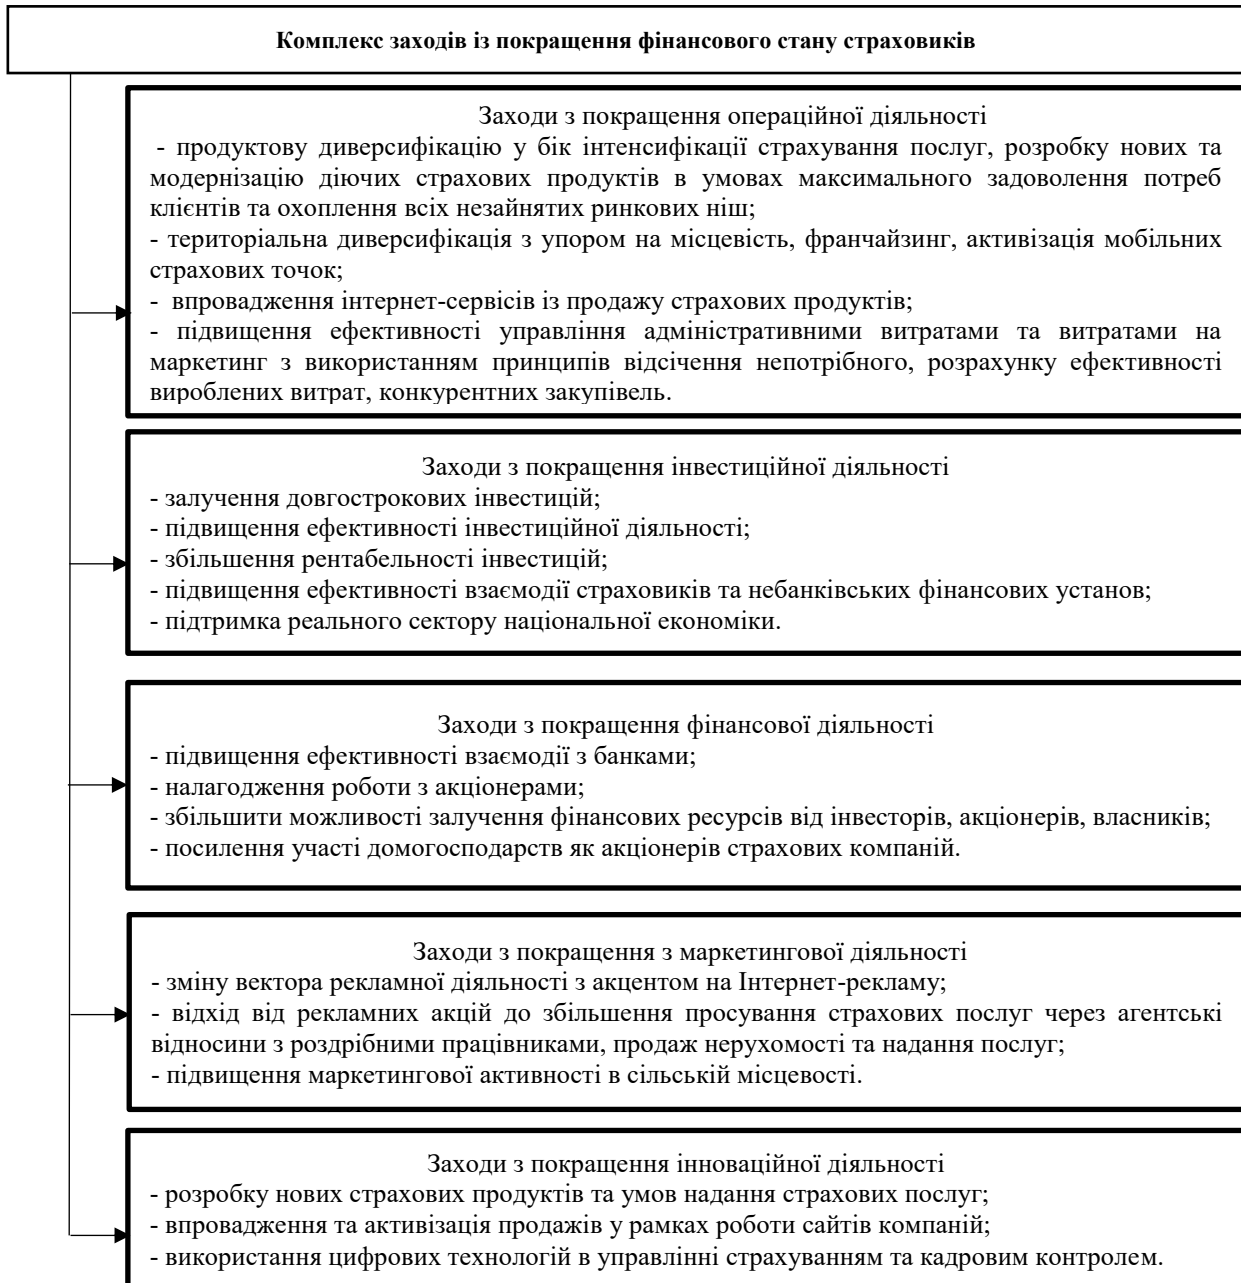 Комплекс заходів із покращення фінансового стану страховиків
Заходи з покращення операційної діяльності
- продуктову диверсифікацію у бік інтенсифікації страхування послуг, розробку нових та
модернізацію діючих страхових продуктів в умовах максимального задоволення потреб
клієнтів та охоплення всіх незайнятих ринкових ніш;
- територіальна диверсифікація з упором на місцевість, франчайзинг, активізація мобільних
страхових точок;
- впровадження інтернет-сервісів із продажу страхових продуктів;
- підвищення ефективності управління адміністративними витратами та витратами на
маркетинг з використанням принципів відсічення непотрібного, розрахунку ефективності
вироблених витрат, конкурентних закупівель.
Заходи з покращення інвестиційної діяльності
- залучення довгострокових інвестицій;
- підвищення ефективності інвестиційної діяльності;
- збільшення рентабельності інвестицій;
- підвищення ефективності взаємодії страховиків та небанківських фінансових установ;
- підтримка реального сектору національної економіки.
Заходи з покращення фінансової діяльності
- підвищення ефективності взаємодії з банками;
- налагодження роботи з акціонерами;
- збільшити можливості залучення фінансових ресурсів від інвесторів, акціонерів, власників;
- посилення участі домогосподарств як акціонерів страхових компаній.
Заходи з покращення з маркетингової діяльності
- зміну вектора рекламної діяльності з акцентом на Інтернет-рекламу;
- відхід від рекламних акцій до збільшення просування страхових послуг через агентські
відносини з роздрібними працівниками, продаж нерухомості та надання послуг;
- підвищення маркетингової активності в сільській місцевості.
Заходи з покращення інноваційної діяльності
- розробку нових страхових продуктів та умов надання страхових послуг;
- впровадження та активізація продажів у рамках роботи сайтів компаній;
- використання цифрових технологій в управлінні страхуванням та кадровим контролем.